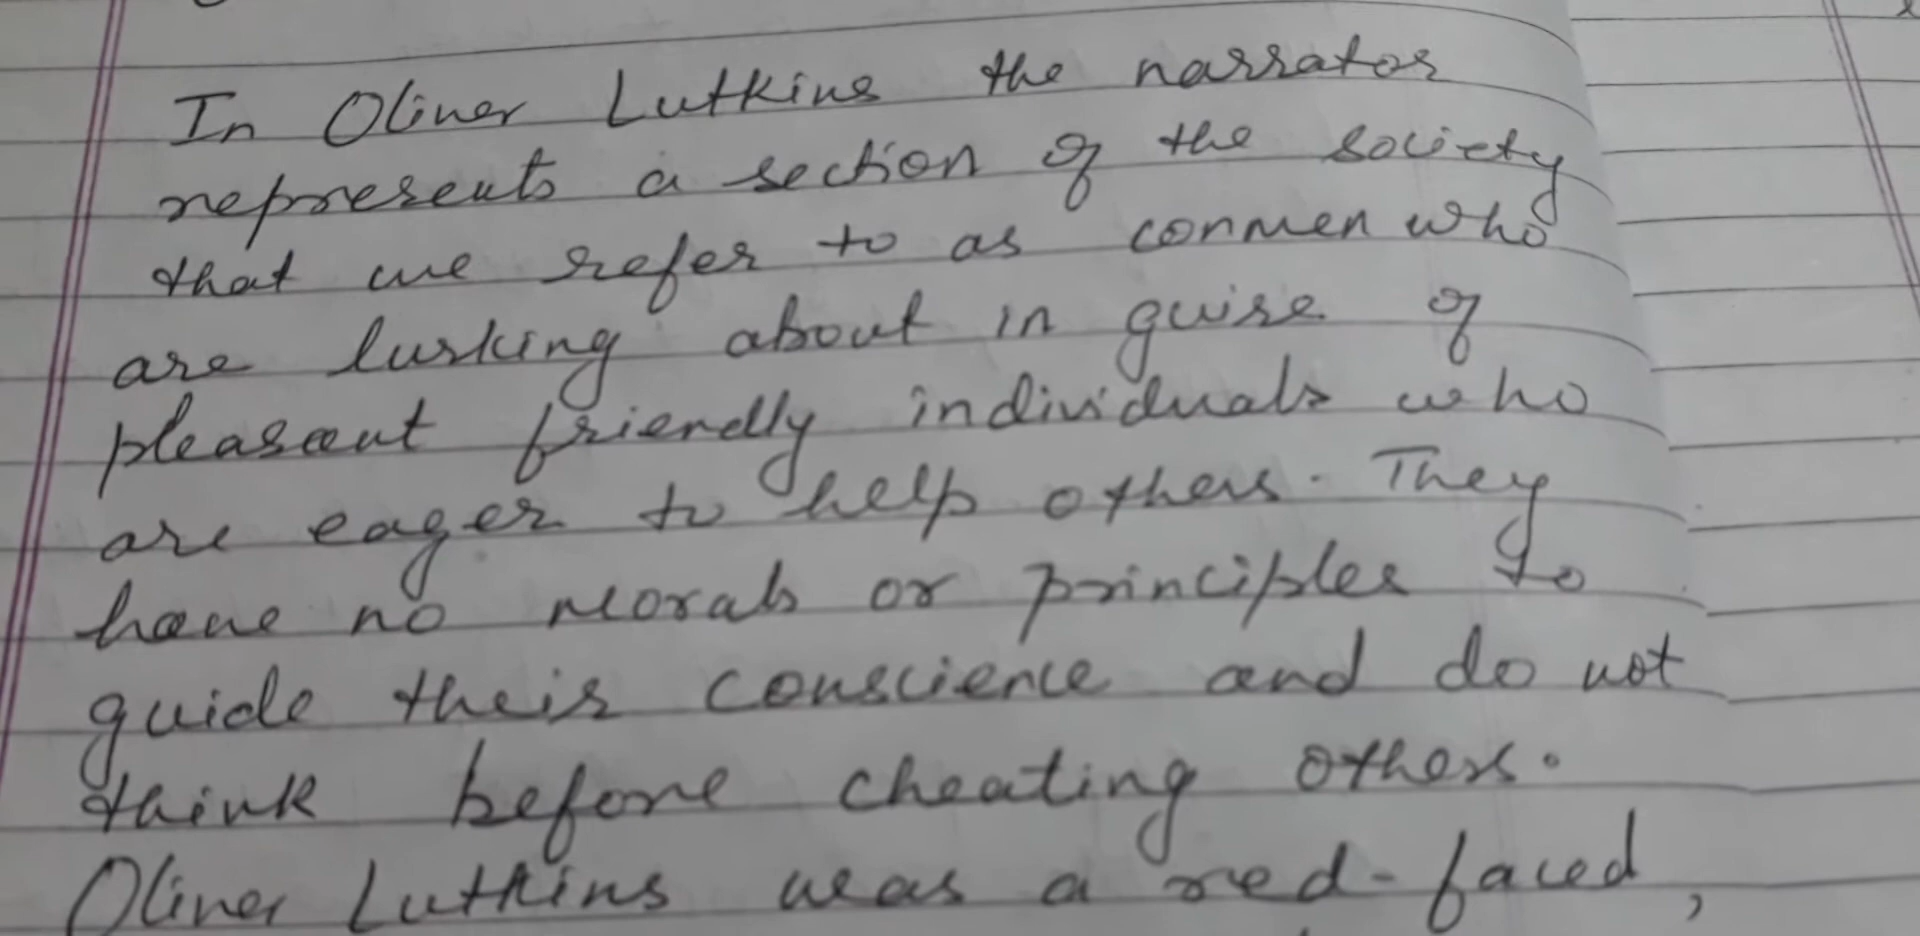 In Oliver Lutkins the narrator
represents a section of the society
that we refer to as conmen who
are lurking about in guise of
pleasant friendly individuals who
are eager to help others. They
have no morals or principles to
guide their conscience and do not
think before cheating others.
Oliver Lutkins was a red-faced,